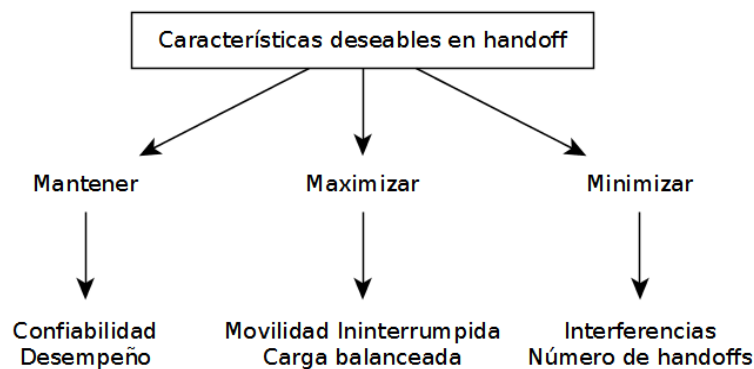 Características deseables en handoff
Mantener
Maximizar
Minimizar
Confiabilidad
Desempeño
Movilidad Ininterrumpida
Carga balanceada
Interferencias
Número de handoffs